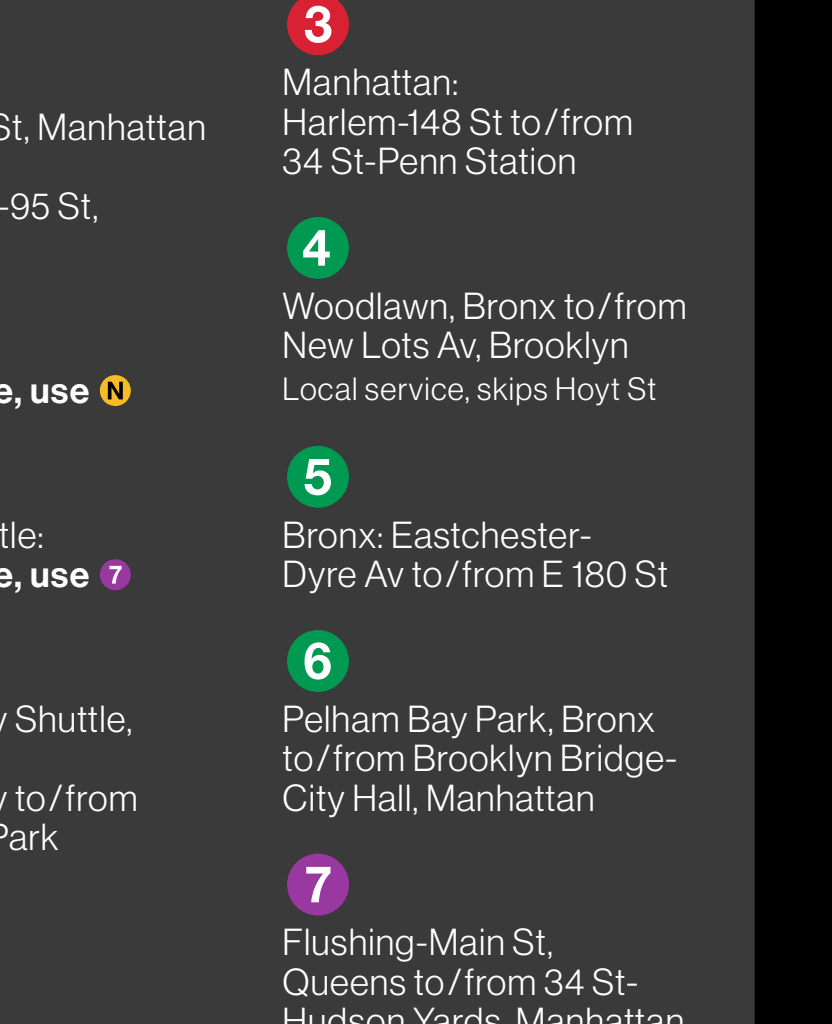 St, Manhattan
-95 St,
e, use N
tle:
e, use 7
y Shuttle,
y to/from
Park
3
Manhattan:
Harlem-148 St to/from
34 St-Penn Station
4
Woodlawn, Bronx to/from
New Lots Av, Brooklyn
Local service, skips Hoyt St
5
Bronx: Eastchester-
Dyre Av to/from E 180 St
6
Pelham Bay Park, Bronx
to/from Brooklyn Bridge-
City Hall, Manhattan
7
Flushing-Main St,
Queens to/from 34 St-
Hudson Yards, Manhattan